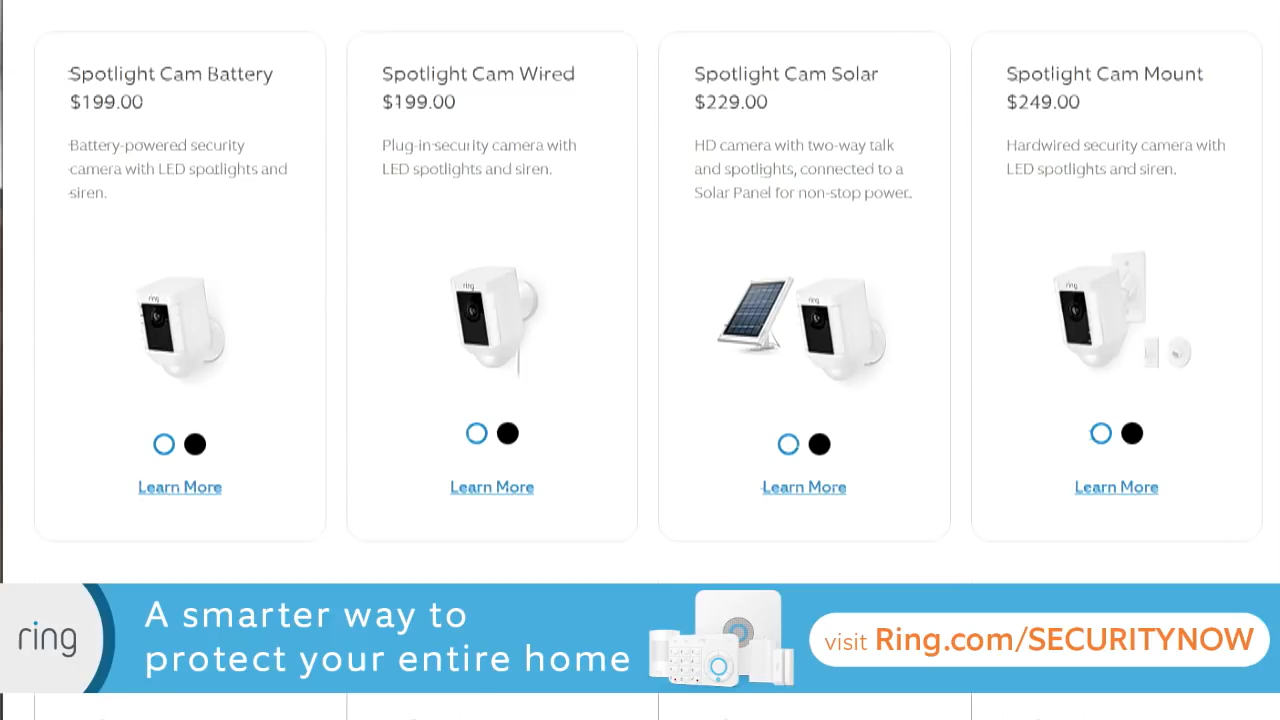 Spotlight Cam Battery
$199.00
Battery-powered security
camera with LED spotlights and
siren.
ring
Learn More
Spotlight Cam Wired
$199.00
Plug-in security camera with
LED spotlights and siren.
ring
Learn More
Spotlight Cam Solar
$229.00
HD camera with two-way talk
and spotlights, connected to a
Solar Panel for non-stop power.
ring
Learn More
Spotlight Cam Mount
$249.00
Hardwired security camera with
LED spotlights and siren.
ring
Learn More
ring
A smarter way to
protect your entire home
visit Ring.com/SECURITYNOW